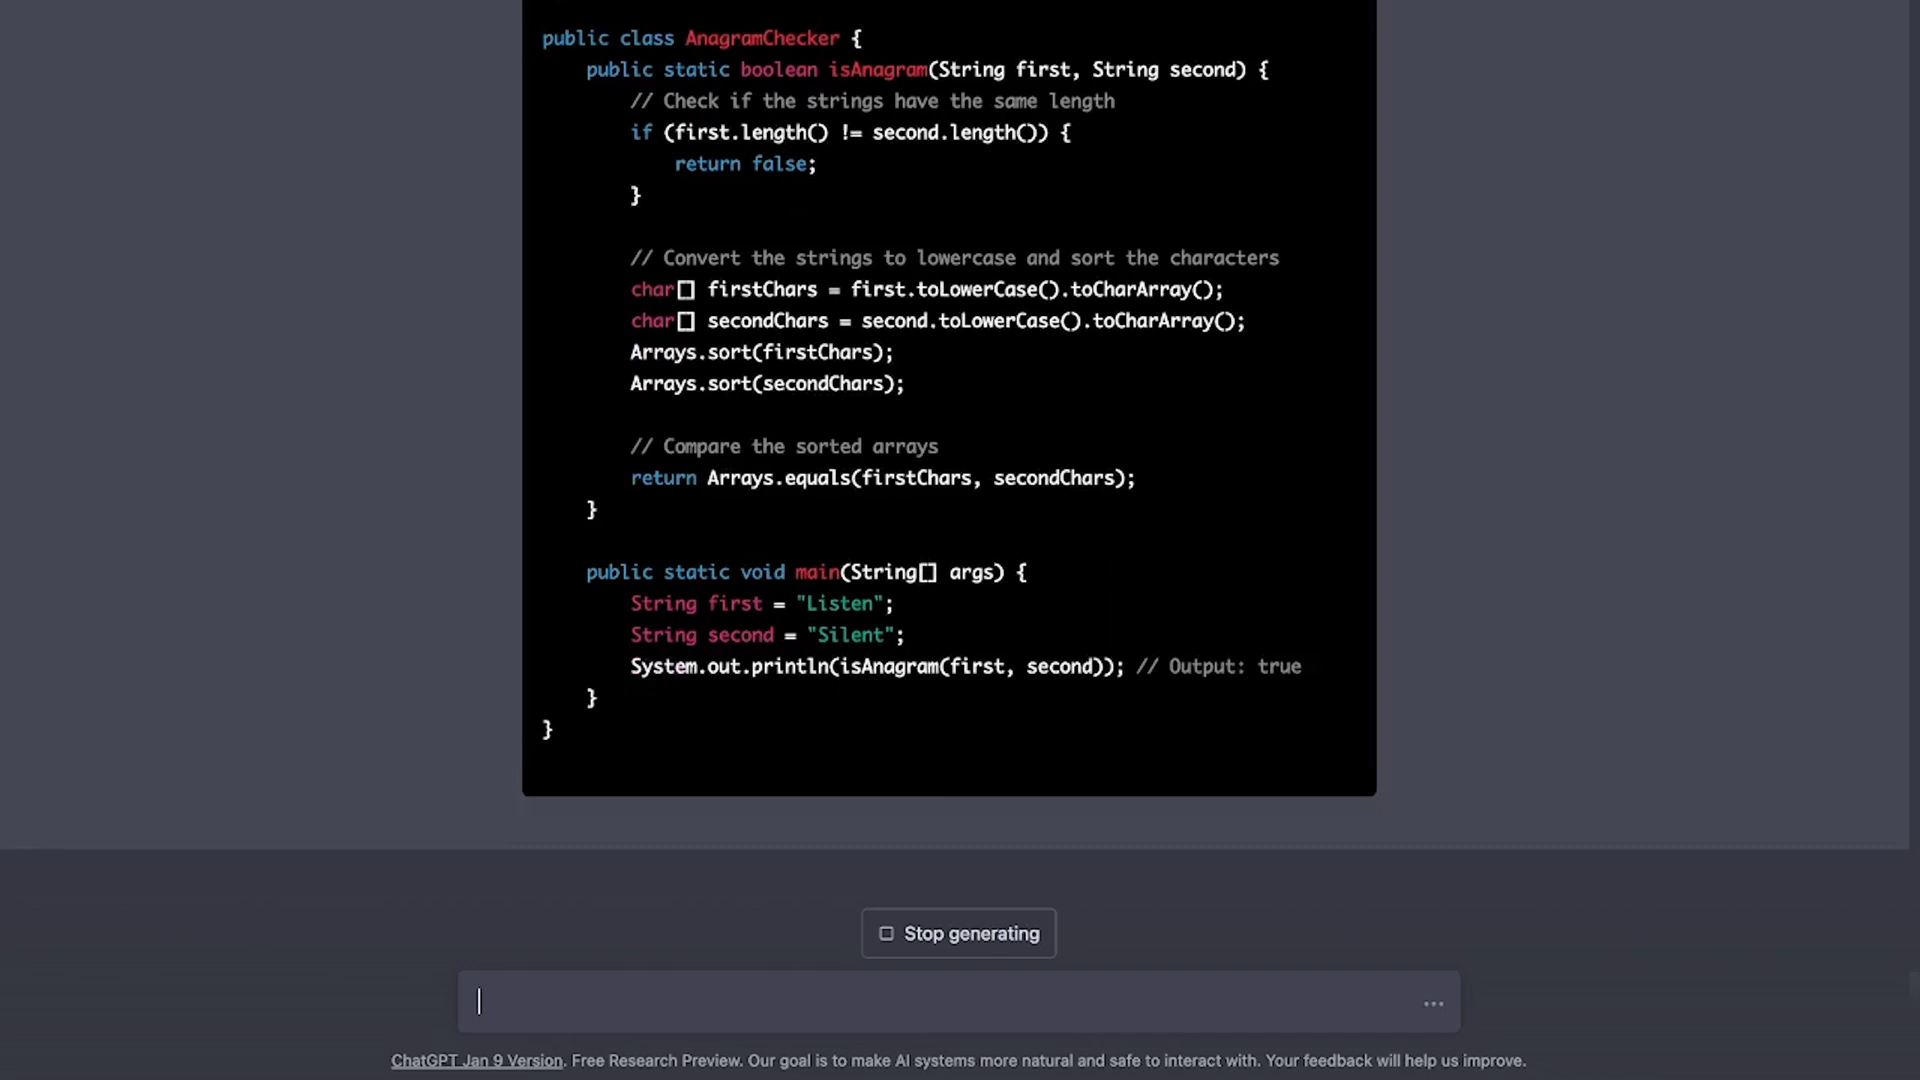 public class AnagramChecker {
    public static boolean isAnagram(String first, String second) {
        // Check if the strings have the same length
        if (first.length() != second.length()) {
            return false;
        }

        // Convert the strings to lowercase and sort the characters
        char[] firstChars = first.toLowerCase().toCharArray();
        char[] secondChars = second.toLowerCase().toCharArray();
        Arrays.sort(firstChars);
        Arrays.sort(secondChars);

        // Compare the sorted arrays
        return Arrays.equals(firstChars, secondChars);
    }

    public static void main(String[] args) {
        String first = "Listen";
        String second = "Silent";
        System.out.println(isAnagram(first, second)); // Output: true
    }
}
Stop generating
ChatGPT Jan 9 Version. Free Research Preview. Our goal is to make AI systems more natural and safe to interact with. Your feedback will help us improve.